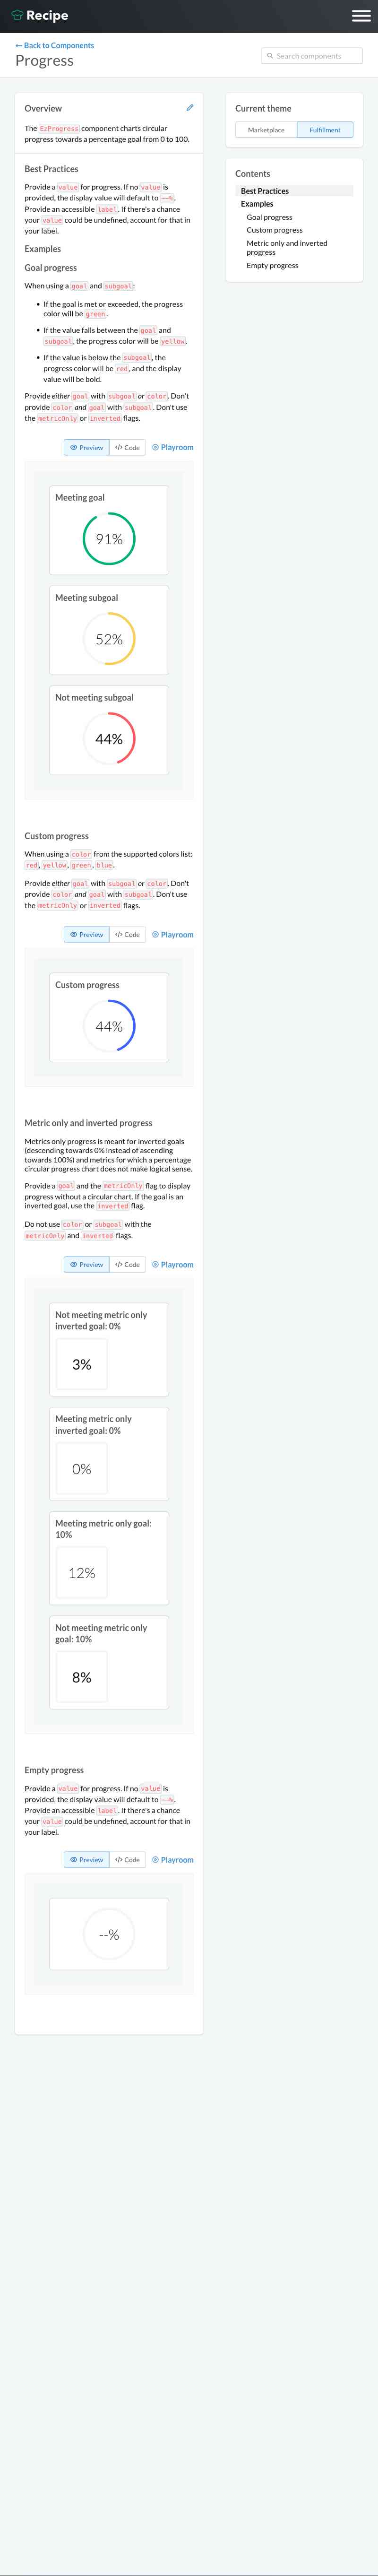 Recipe
← Back to Components
Progress
Search components
Overview
The EzProgress component charts circular
progress towards a percentage goal from 0 to 100.
Best Practices
Provide a value for progress. If no value is
provided, the display value will default to --%.
Provide an accessible label. If there's a chance
your value could be undefined, account for that in
your label.
Examples
Goal progress
When using a goal and subgoal:
• If the goal is met or exceeded, the progress
color will be green.
• If the value falls between the goal and
subgoal, the progress color will be yellow.
• If the value is below the subgoal, the
progress color will be red, and the display
value will be bold.
Provide either goal with subgoal or color. Don't
provide color and goal with subgoal. Don't use
the metricOnly or inverted flags.
Preview
</> Code
Playroom
Meeting goal
91%
Meeting subgoal
52%
Not meeting subgoal
44%
Custom progress
When using a color from the supported colors list:
red, yellow, green, blue.
Provide either goal with subgoal or color. Don't
provide color and goal with subgoal. Don't use
the metricOnly or inverted flags.
Preview
</> Code
Playroom
Custom progress
44%
Metric only and inverted progress
Metrics only progress is meant for inverted goals
(descending towards 0% instead of ascending
towards 100%) and metrics for which a percentage
circular progress chart does not make logical sense.
Provide a goal and the metricOnly flag to display
progress without a circular chart. If the goal is an
inverted goal, use the inverted flag.
Do not use color or subgoal with the
metricOnly and inverted flags.
Preview
</> Code
Playroom
Not meeting metric only
inverted goal: 0%
3%
Meeting metric only
inverted goal: 0%
0%
Meeting metric only goal:
10%
12%
Not meeting metric only
goal: 10%
8%
Empty progress
Provide a value for progress. If no value is
provided, the display value will default to --%.
Provide an accessible label. If there's a chance
your value could be undefined, account for that in
your label.
Preview
</> Code
Playroom
--%
Current theme
Marketplace
Fulfillment
Contents
Best Practices
Examples
Goal progress
Custom progress
Metric only and inverted
progress
Empty progress